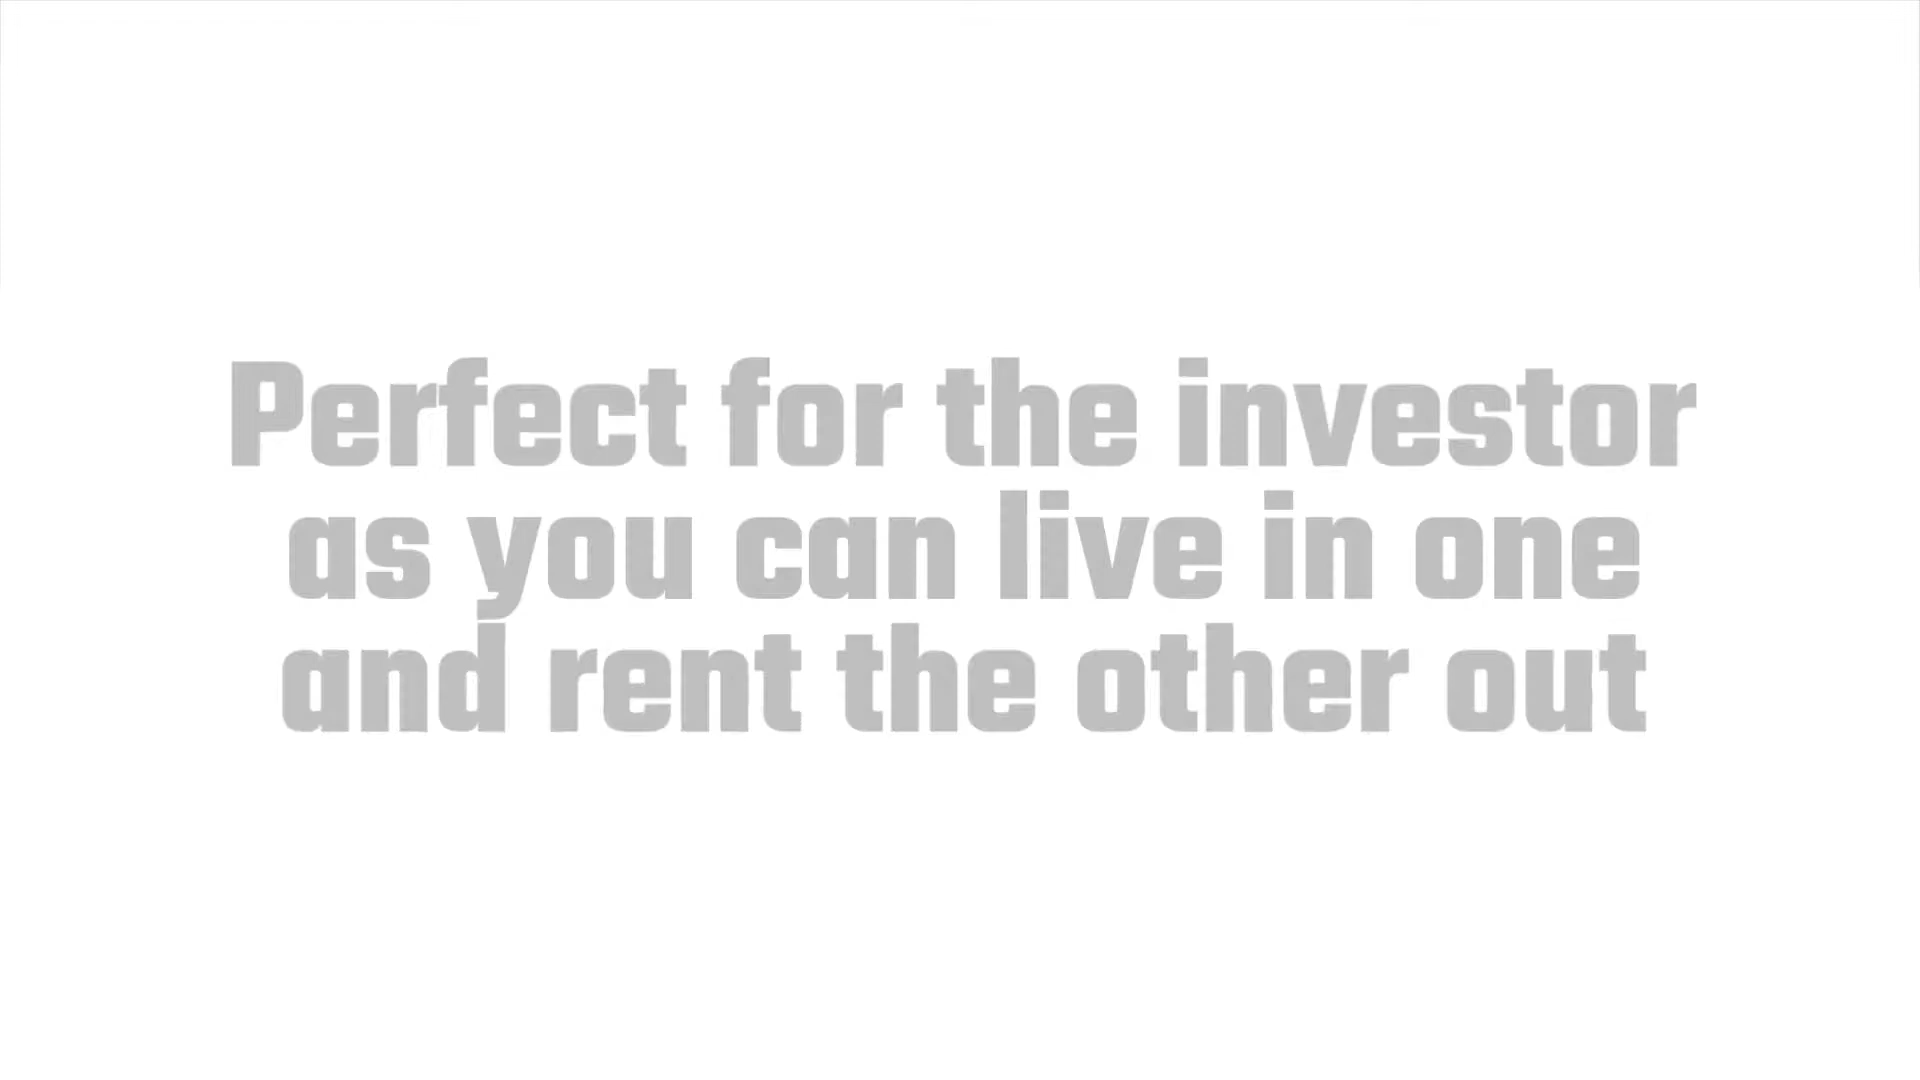 Perfect for the investor
as you can live in one
and rent the other out